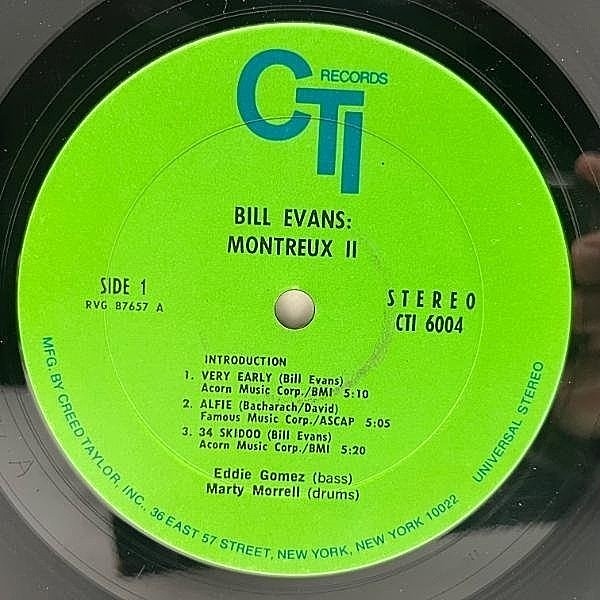 CTI RECORDS
BILL EVANS:
MONTREUX II
SIDE 1
RVG 87657 A
STEREO
CTI 6004
INTRODUCTION
1. VERY EARLY (Bill Evans)
Acorn Music Corp./BMI 5:10
2. ALFIE (Bacharach/David)
Famous Music Corp./ASCAP 5:05
3. 34 SKIDOO (Bill Evans)
Acorn Music Corp./BMI 5:20
Eddie Gomez (bass)
Marty Morrell (drums)
MFG. BY CREED TAYLOR, INC., 36 EAST 57 STREET, NEW YORK, NEW YORK 10022
UNIVERSAL STEREO